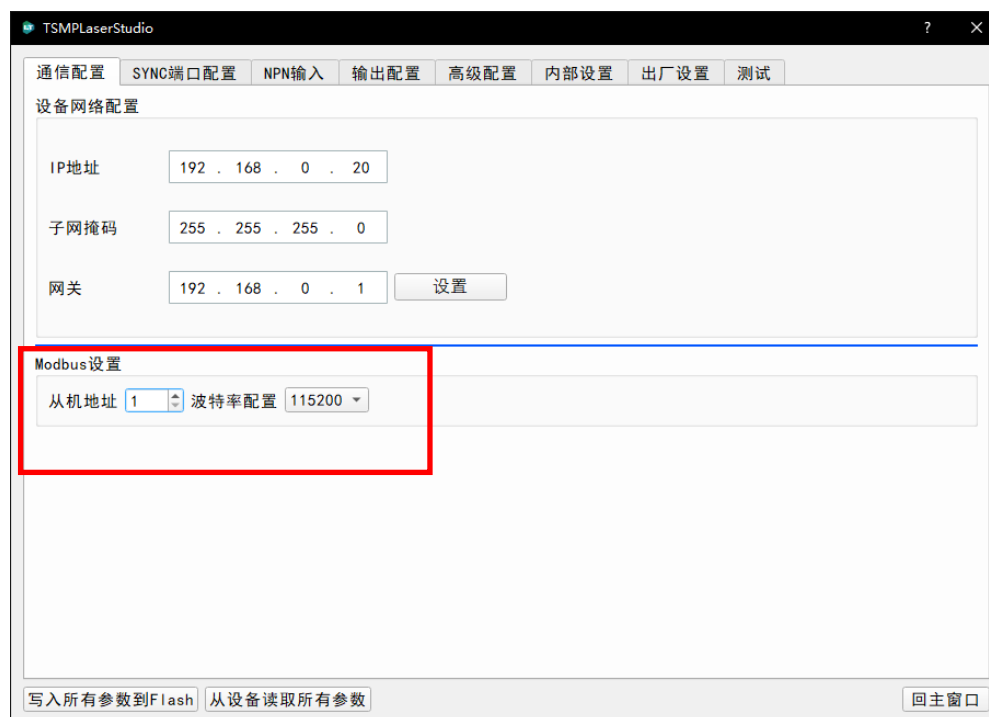 TSMPLaserStudio ? ×
通信配置 SYNC端口配置 NPN输入 输出配置 高级配置 内部设置 出厂设置 测试
设备网络配置
IP地址 192 . 168 . 0 . 20
子网掩码 255 . 255 . 255 . 0
网关 192 . 168 . 0 . 1 设置
Modbus设置
从机地址 1 波特率配置 115200
写入所有参数到Flash 从设备读取所有参数 回主窗口